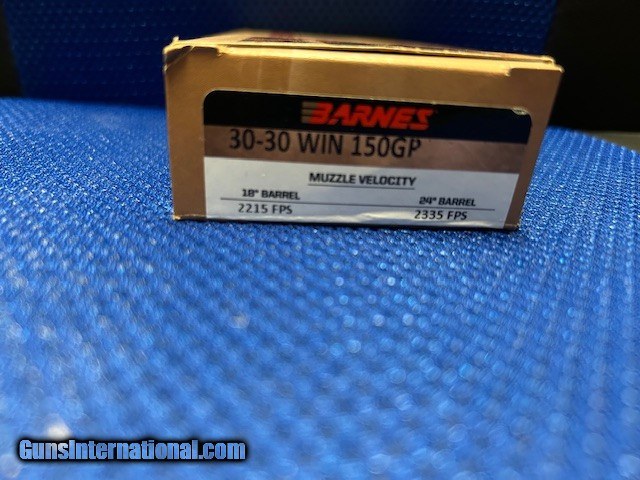 BARNES
30-30 WIN 150GP
MUZZLE VELOCITY
18" BARREL 24" BARREL
2215 FPS 2335 FPS
GunsInternational.com